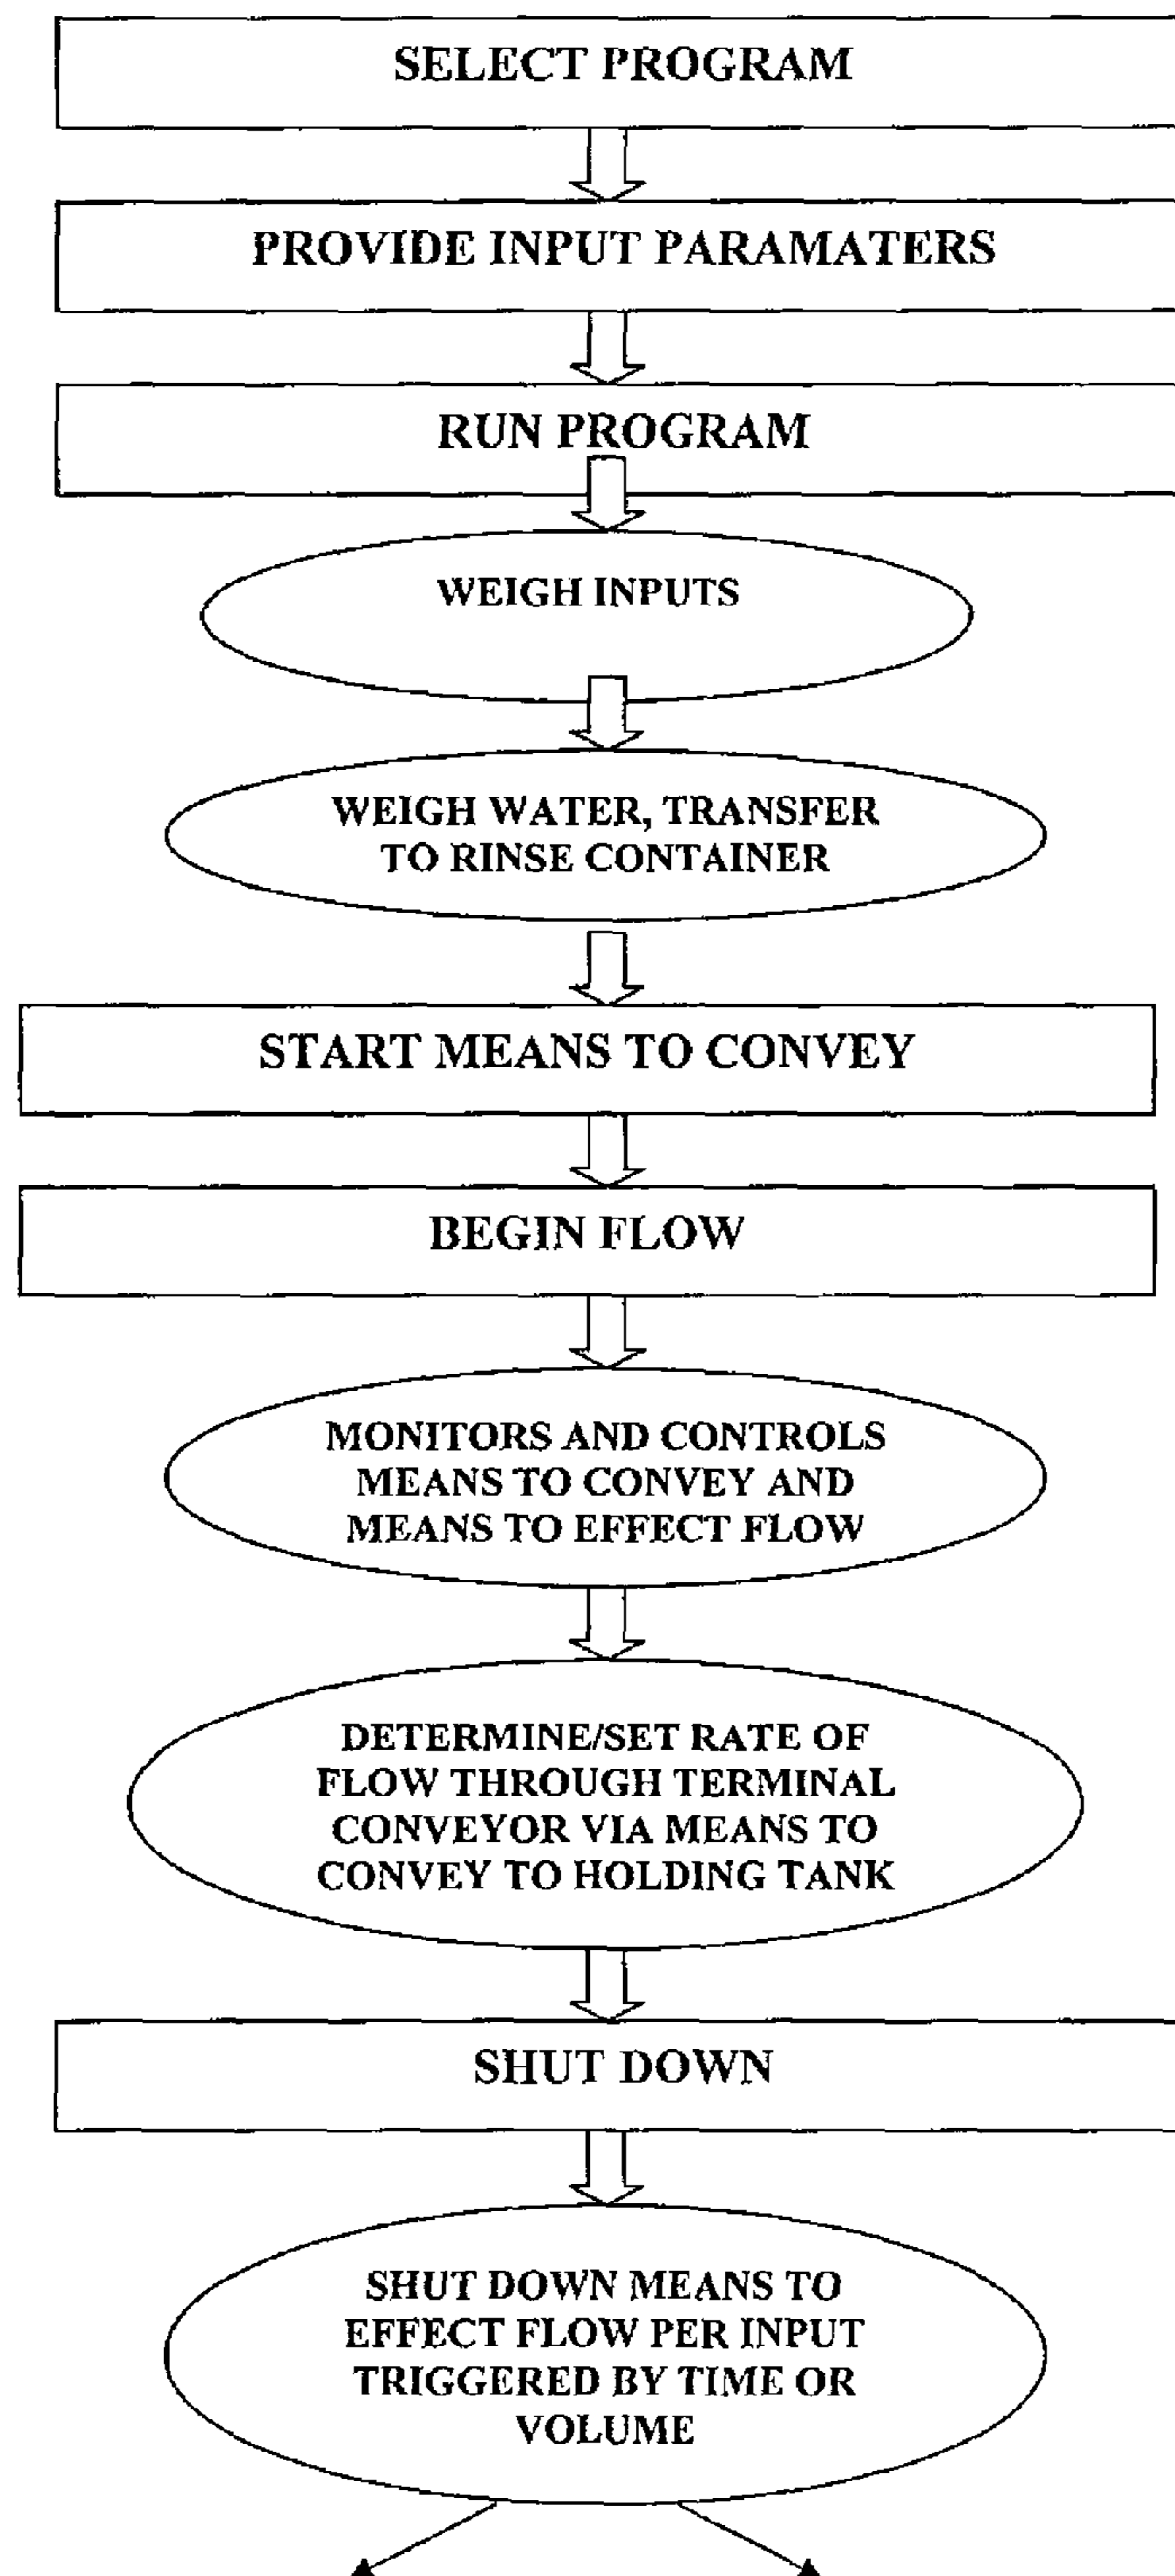 SELECT PROGRAM
PROVIDE INPUT PARAMATERS
RUN PROGRAM
WEIGH INPUTS
WEIGH WATER, TRANSFER
TO RINSE CONTAINER
START MEANS TO CONVEY
BEGIN FLOW
MONITORS AND CONTROLS
MEANS TO CONVEY AND
MEANS TO EFFECT FLOW
DETERMINE/SET RATE OF
FLOW THROUGH TERMINAL
CONVEYOR VIA MEANS TO
CONVEY TO HOLDING TANK
SHUT DOWN
SHUT DOWN MEANS TO
EFFECT FLOW PER INPUT
TRIGGERED BY TIME OR
VOLUME